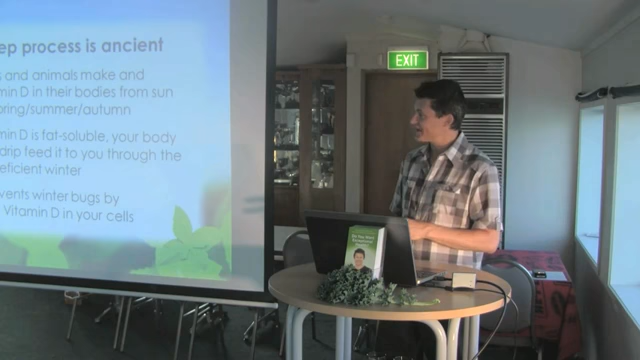 ep process is ancient
s and animals make and
min D in their bodies from sun
oring/summer/autumn
min D is fat-soluble, your body
drip feed it to you through the
eficient winter
vents winter bugs by
Vitamin D in your cells
EXIT